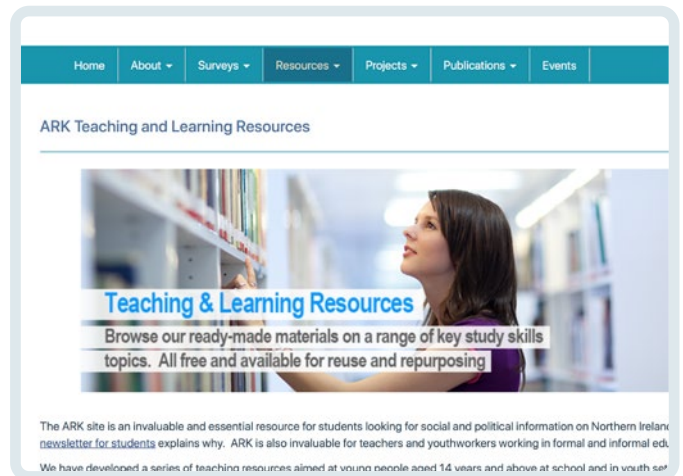 Home About Surveys Resources Projects Publications Events
ARK Teaching and Learning Resources
Teaching & Learning Resources
Browse our ready-made materials on a range of key study skills
topics. All free and available for reuse and repurposing
The ARK site is an invaluable and essential resource for students looking for social and political information on Northern
newsletter for students explains why. ARK is also invaluable for teachers and youthworkers working in formal and informal
We have developed a series of teaching resources aimed at young people aged 14 years and above at school and in youth